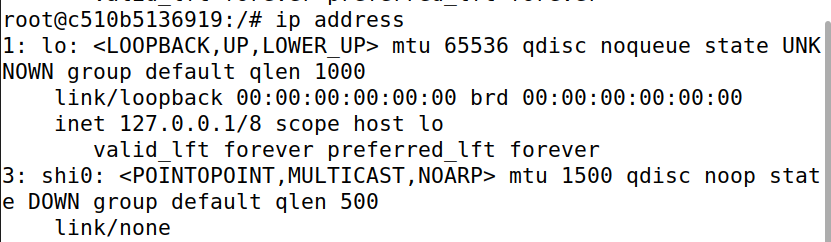 root@c510b5136919:/# ip address
1: lo: <LOOPBACK,UP,LOWER_UP> mtu 65536 qdisc noqueue state UNK
NOWN group default qlen 1000
    link/loopback 00:00:00:00:00:00 brd 00:00:00:00:00:00
    inet 127.0.0.1/8 scope host lo
       valid_lft forever preferred_lft forever
3: shi0: <POINTOPOINT,MULTICAST,NOARP> mtu 1500 qdisc noop stat
e DOWN group default qlen 500
    link/none